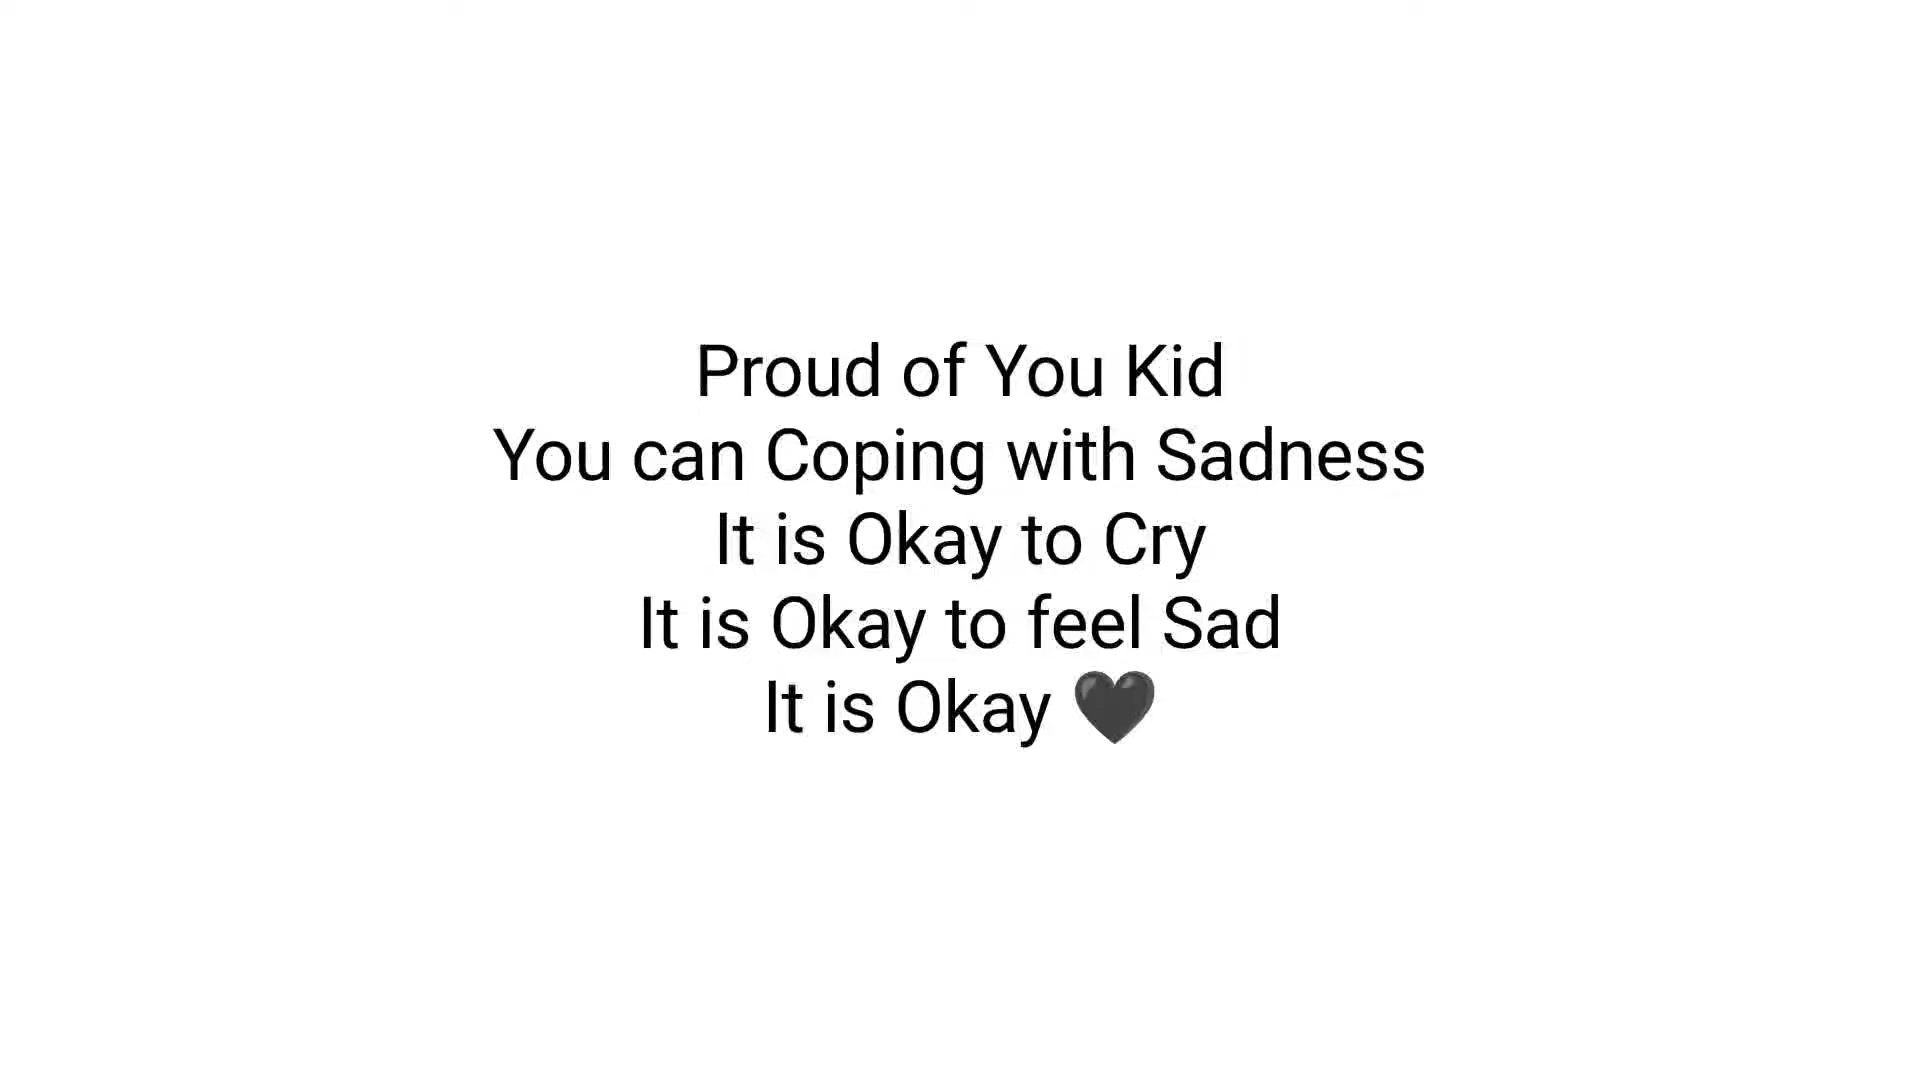 Proud of You Kid
You can Coping with Sadness
It is Okay to Cry
It is Okay to feel Sad
It is Okay 🖤